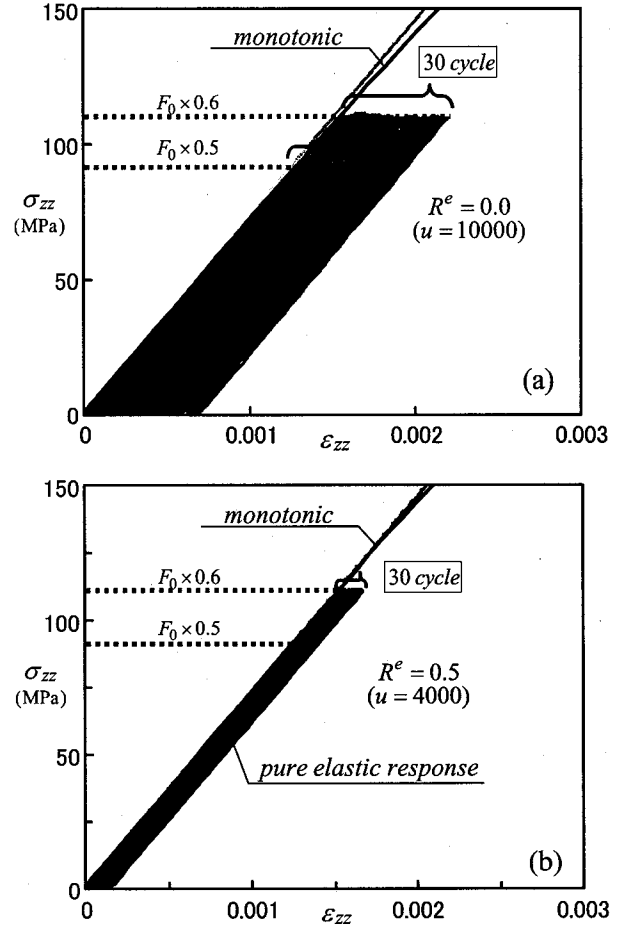 150
monotonic
30 cycle
F₀ × 0.6
100
F₀ × 0.5
σzz
(MPa)
Rᵉ = 0.0
(u = 10000)
50
(a)
0
0
0.001
0.002
0.003
εzz
150
monotonic
F₀ × 0.6
30 cycle
100
F₀ × 0.5
σzz
(MPa)
Rᵉ = 0.5
(u = 4000)
50
pure elastic response
(b)
0
0
0.001
0.002
0.003
εzz